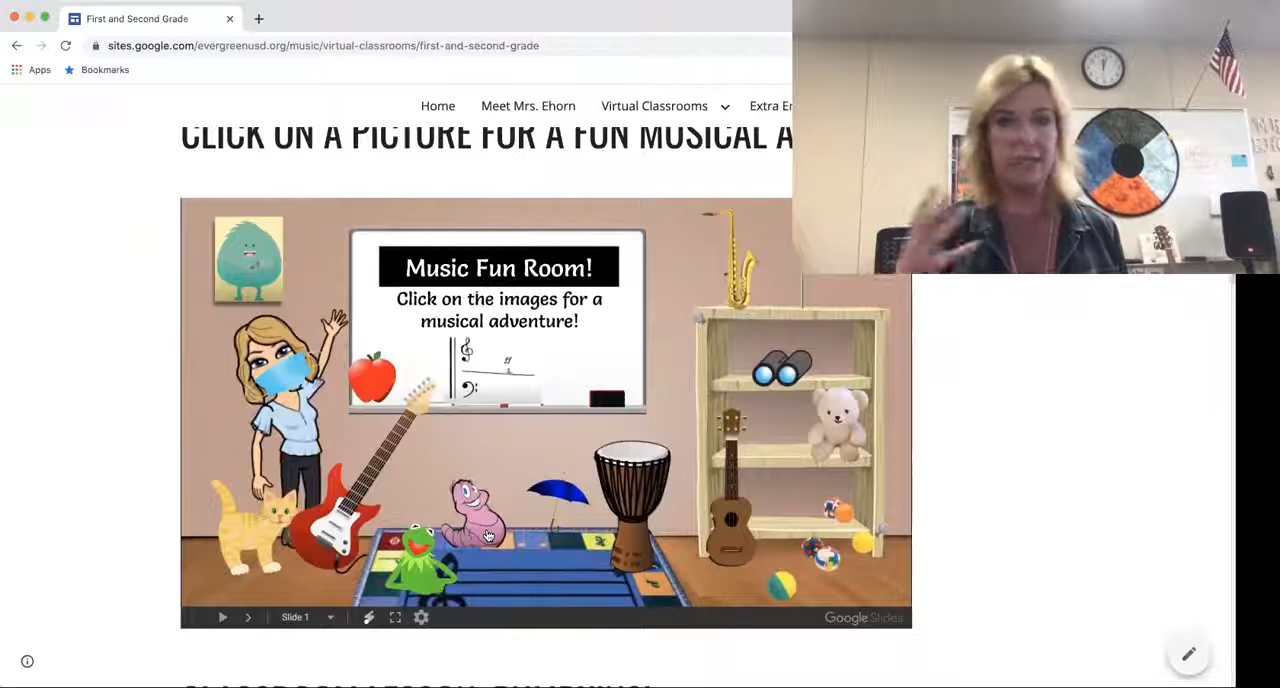 First and Second Grade
sites.google.com/evergreenusd.org/music/virtual-classrooms/first-and-second-grade
Apps
Bookmarks
Home
Meet Mrs. Ehorn
Virtual Classrooms
Extra
CLICK ON A PICTURE FOR A FUN MUSICAL
Music Fun Room!
Click on the images for a
musical adventure!
ff
Slide 1
Google Slides